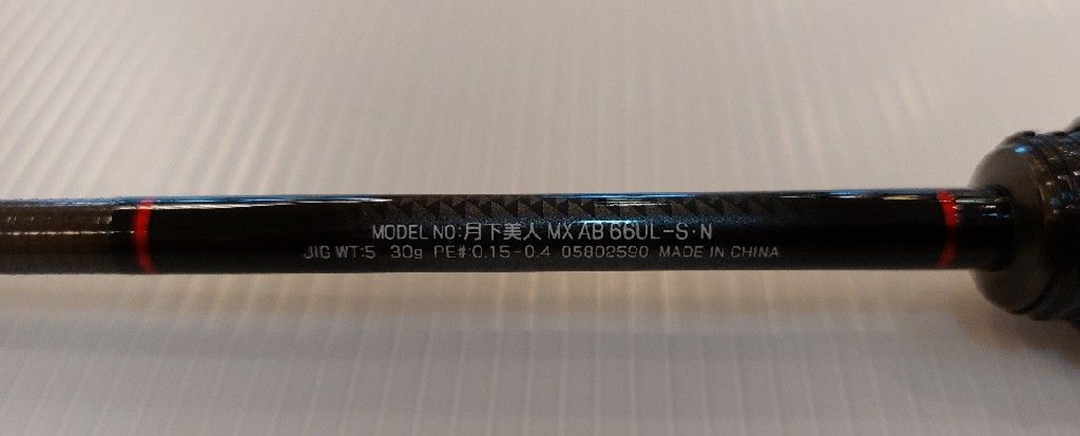 MODEL NO:月下美人 MX AB 66UL-S・N
JIG WT:5 30g PE#:0.15-0.4 05802590 MADE IN CHINA